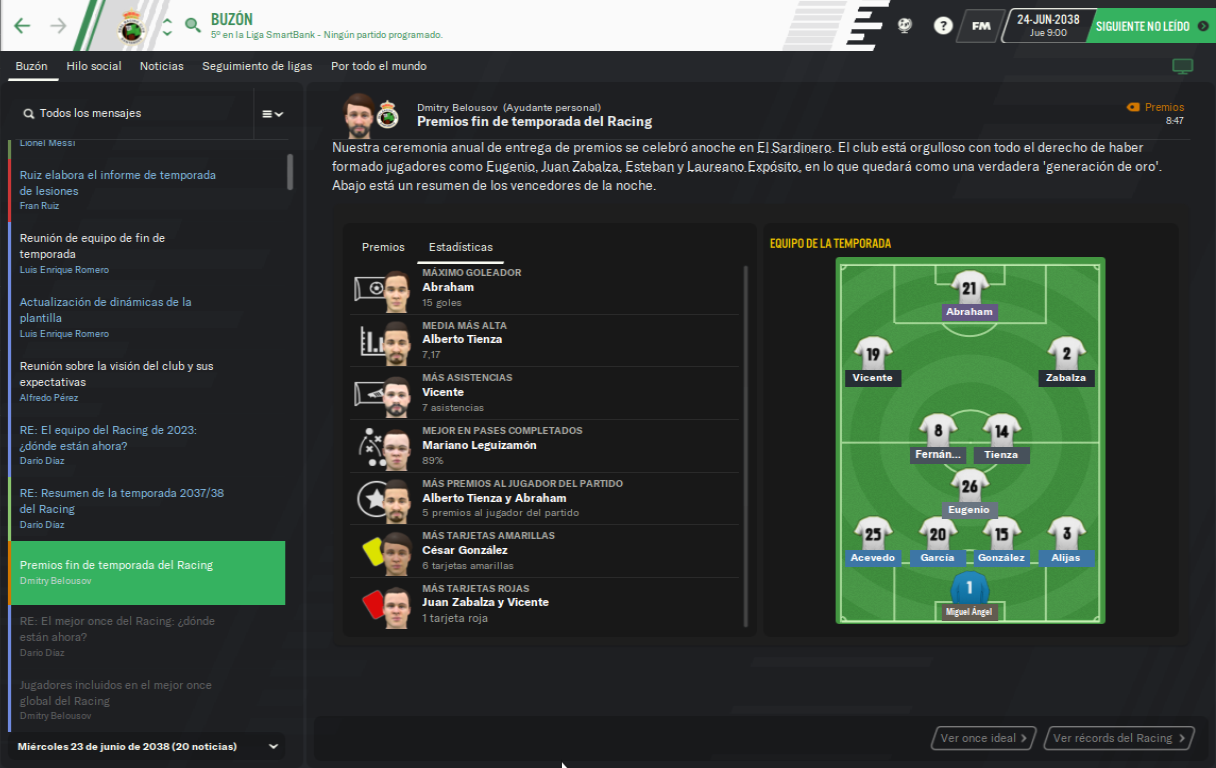 BUZÓN
5º en la Liga SmartBank - Ningún partido programado.
?
FM
24-JUN-2038
Jue 9:00
SIGUIENTE NO LEÍDO
Buzón
Hilo social
Noticias
Seguimiento de ligas
Por todo el mundo
Todos los mensajes
Lionel Messi
Ruiz elabora el informe de temporada
de lesiones
Fran Ruiz
Reunión de equipo de fin de
temporada
Luis Enrique Romero
Actualización de dinámicas de la
plantilla
Luis Enrique Romero
Reunión sobre la visión del club y sus
expectativas
Alfredo Pérez
RE: El equipo del Racing de 2023:
¿dónde están ahora?
Darío Díaz
RE: Resumen de la temporada 2037/38
del Racing
Darío Díaz
Premios fin de temporada del Racing
Dmitry Belousov
RE: El mejor once del Racing: ¿dónde
están ahora?
Darío Díaz
Jugadores incluidos en el mejor once
global del Racing
Dmitry Belousov
Miércoles 23 de junio de 2038 (20 noticias)
Dmitry Belousov (Ayudante personal)
Premios fin de temporada del Racing
Premios
8:47
Nuestra ceremonia anual de entrega de premios se celebró anoche en El Sardinero. El club está orgulloso con todo el derecho de haber
formado jugadores como Eugenio, Juan Zabalza, Esteban y Laureano Expósito, en lo que quedará como una verdadera 'generación de oro'.
Abajo está un resumen de los vencedores de la noche.
Premios
Estadísticas
MÁXIMO GOLEADOR
Abraham
15 goles
MEDIA MÁS ALTA
Alberto Tienza
7,17
MÁS ASISTENCIAS
Vicente
7 asistencias
MEJOR EN PASES COMPLETADOS
Mariano Leguizamón
89%
MÁS PREMIOS AL JUGADOR DEL PARTIDO
Alberto Tienza y Abraham
5 premios al jugador del partido
MÁS TARJETAS AMARILLAS
César González
6 tarjetas amarillas
MÁS TARJETAS ROJAS
Juan Zabalza y Vicente
1 tarjeta roja
EQUIPO DE LA TEMPORADA
21
Abraham
19
Vicente
2
Zabalza
8
Fernán...
14
Tienza
26
Eugenio
25
Acevedo
20
García
15
González
3
Alijas
1
Miguel Ángel
Ver once ideal
Ver récords del Racing